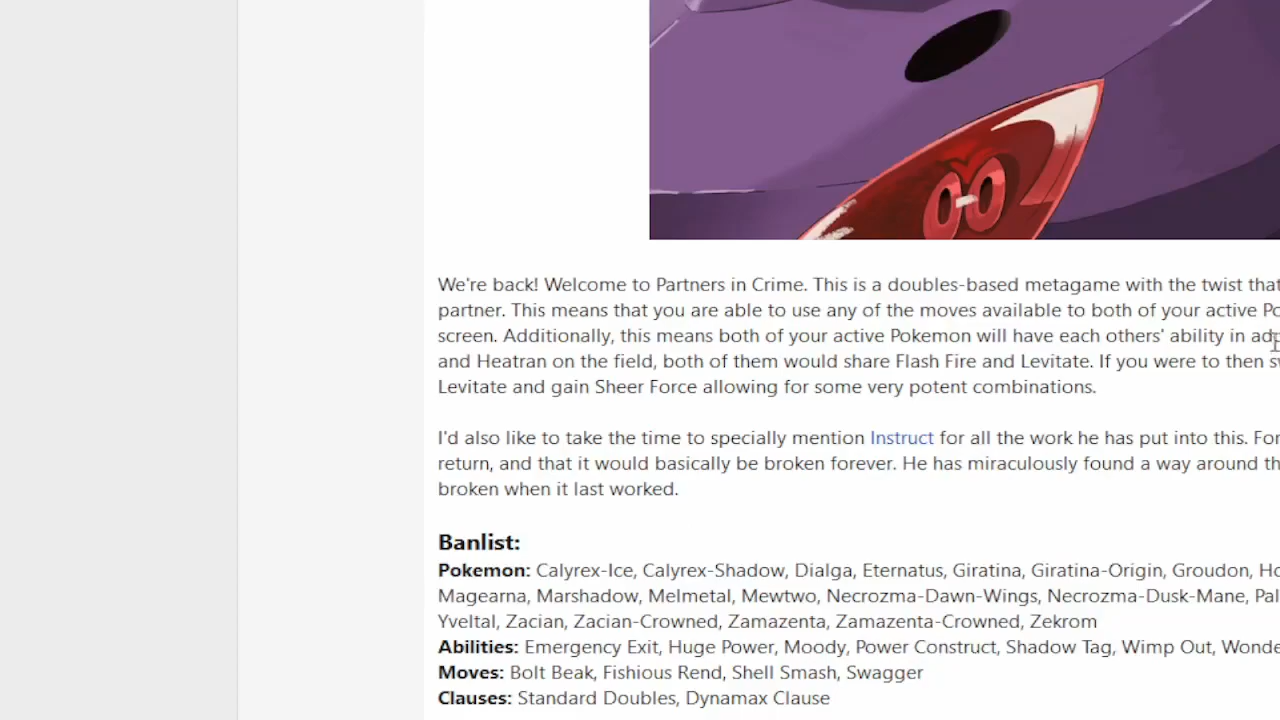 We're back! Welcome to Partners in Crime. This is a doubles-based metagame with the twist that
partner. This means that you are able to use any of the moves available to both of your active
screen. Additionally, this means both of your active Pokemon will have each others' ability in
and Heatran on the field, both of them would share Flash Fire and Levitate. If you were to then
Levitate and gain Sheer Force allowing for some very potent combinations.
I'd also like to take the time to specially mention Instruct for all the work he has put into this. For
return, and that it would basically be broken forever. He has miraculously found a way around
broken when it last worked.
Banlist:
Pokemon: Calyrex-Ice, Calyrex-Shadow, Dialga, Eternatus, Giratina, Giratina-Origin, Groudon,
Magearna, Marshadow, Melmetal, Mewtwo, Necrozma-Dawn-Wings, Necrozma-Dusk-Mane,
Yveltal, Zacian, Zacian-Crowned, Zamazenta, Zamazenta-Crowned, Zekrom
Abilities: Emergency Exit, Huge Power, Moody, Power Construct, Shadow Tag, Wimp Out,
Moves: Bolt Beak, Fishious Rend, Shell Smash, Swagger
Clauses: Standard Doubles, Dynamax Clause